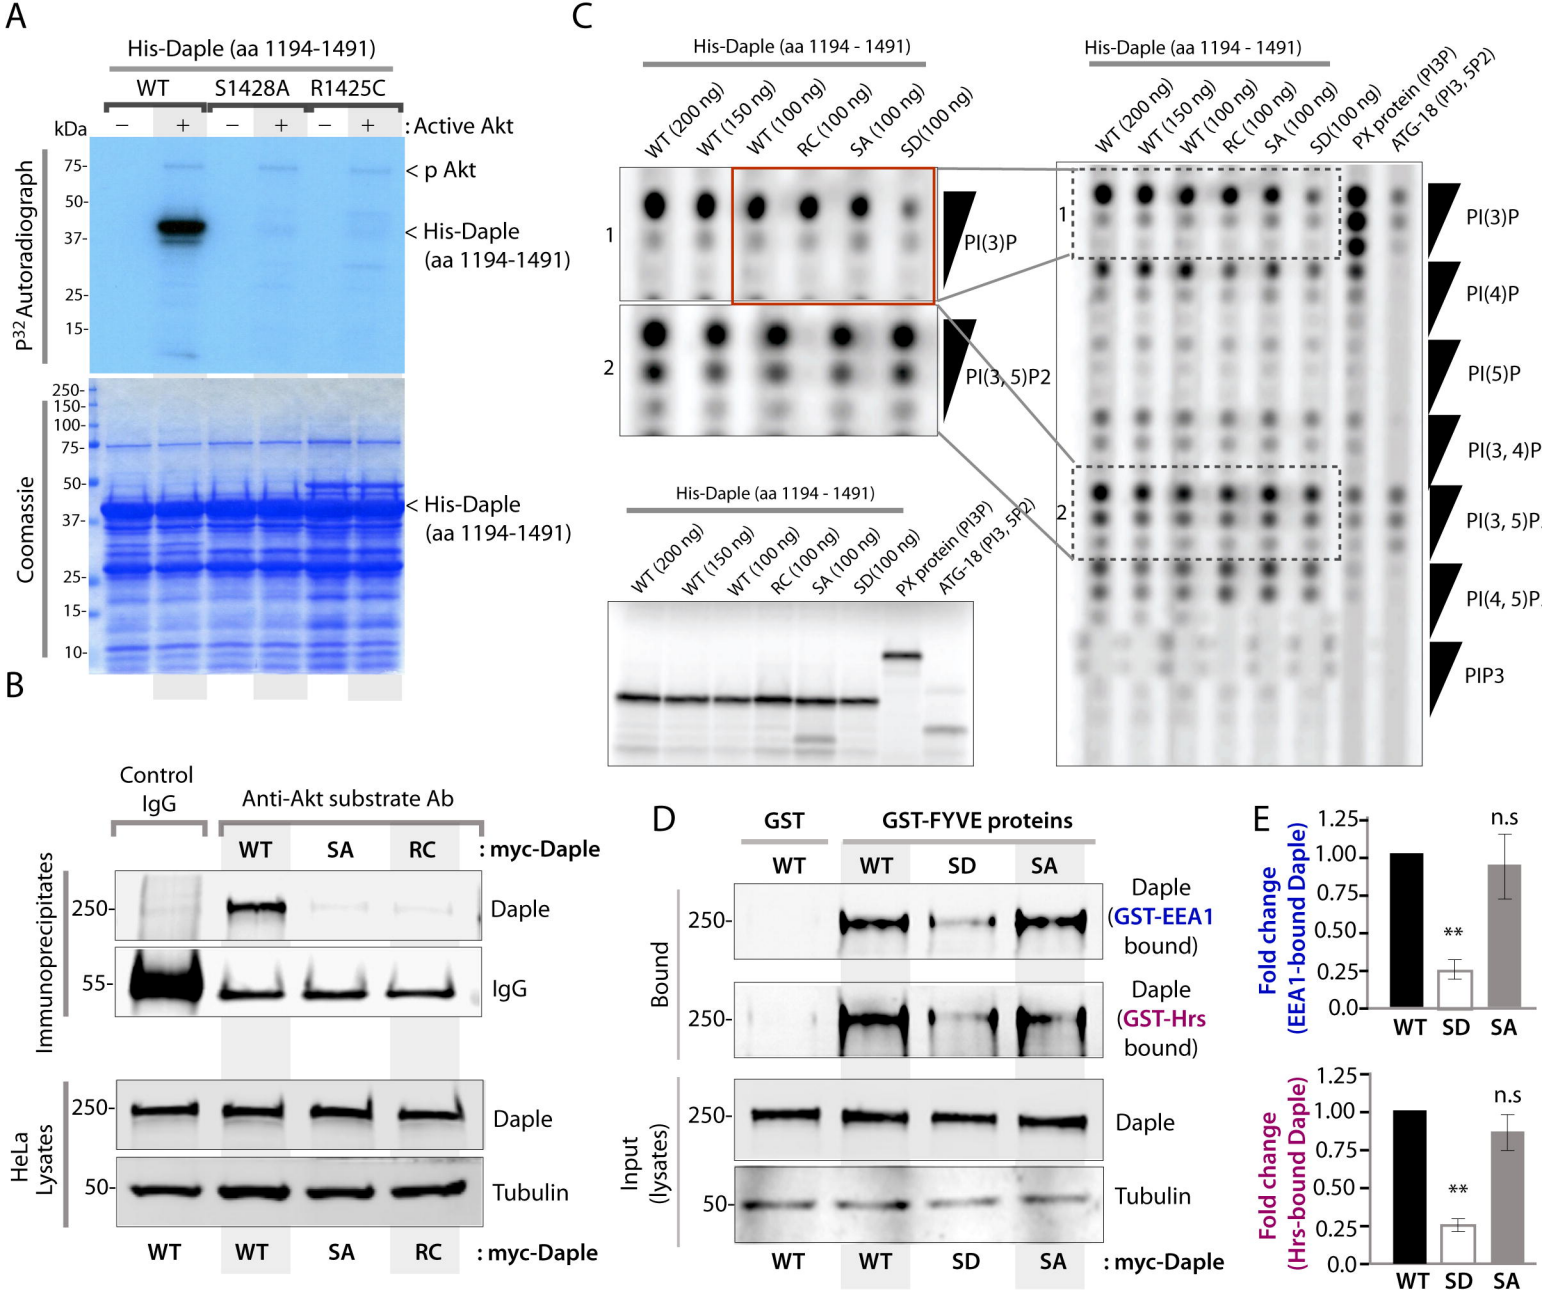 A
His-Daple (aa 1194-1491)
WT S1428A R1425C
− + − + − + : Active Akt
kDa
75-
50-
37-
25-
15-
P32 Autoradiograph
< p Akt
< His-Daple
(aa 1194-1491)
250-
150-
100-
75-
50-
37-
25-
15-
10-
Coomassie
< His-Daple
(aa 1194-1491)
B
Control
IgG
Anti-Akt substrate Ab
WT SA RC : myc-Daple
Immunoprecipitates
250- Daple
55- IgG
HeLa
Lysates
250- Daple
50- Tubulin
WT WT SA RC : myc-Daple
C
His-Daple (aa 1194 - 1491)
WT (200 ng)
WT (150 ng)
WT (100 ng)
RC (100 ng)
SA (100 ng)
SD(100 ng)
1
PI(3)P
2
PI(3, 5)P2
His-Daple (aa 1194 - 1491)
WT (200 ng)
WT (150 ng)
WT (100 ng)
RC (100 ng)
SA (100 ng)
SD(100 ng)
PX protein (PI3P)
ATG-18 (PI3, 5P2)
His-Daple (aa 1194 - 1491)
WT (200 ng)
WT (150 ng)
WT (100 ng)
RC (100 ng)
SA (100 ng)
SD(100 ng)
PX protein (PI3P)
ATG-18 (PI3, 5P2)
1
2
PI(3)P
PI(4)P
PI(5)P
PI(3, 4)P
PI(3, 5)P
PI(4, 5)P
PIP3
D
GST GST-FYVE proteins
WT WT SD SA
Bound
250-
Daple
(GST-EEA1
bound)
250-
Daple
(GST-Hrs
bound)
Input
(lysates)
250- Daple
50- Tubulin
WT WT SD SA : myc-Daple
E
Fold change
(EEA1-bound Daple)
1.25
1.00
0.75
0.50
0.25
0.0
**
n.s
WT SD SA
Fold change
(Hrs-bound Daple)
1.25
1.00
0.75
0.50
0.25
0.0
**
n.s
WT SD SA